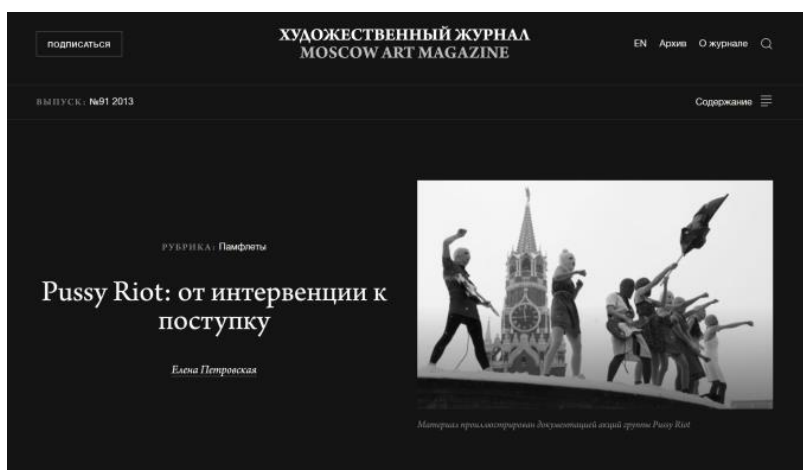 ПОДПИСАТЬСЯ
ХУДОЖЕСТВЕННЫЙ ЖУРНАЛ
MOSCOW ART MAGAZINE
EN Архив О журнале
ВЫПУСК: №91 2013
Содержание
РУБРИКА: Памфлеты
Pussy Riot: от интервенции к
поступку
Елена Петровская
Материал проиллюстрирован документацией акций группы Pussy Riot